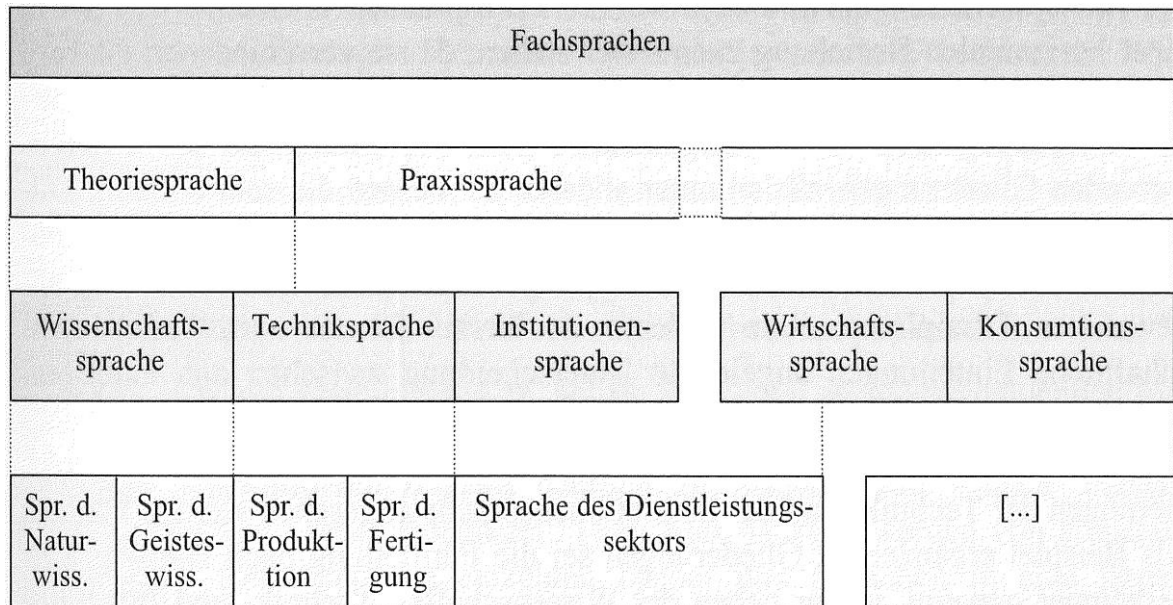 Fachsprachen
Theoriesprache
Praxissprache
Wissenschafts-
sprache
Techniksprache
Institutionen-
sprache
Wirtschafts-
sprache
Konsumtions-
sprache
Spr. d.
Natur-
wiss.
Spr. d.
Geistes-
wiss.
Spr. d.
Produkt-
tion
Spr. d.
Ferti-
gung
Sprache des Dienstleistungs-
sektors
[...]